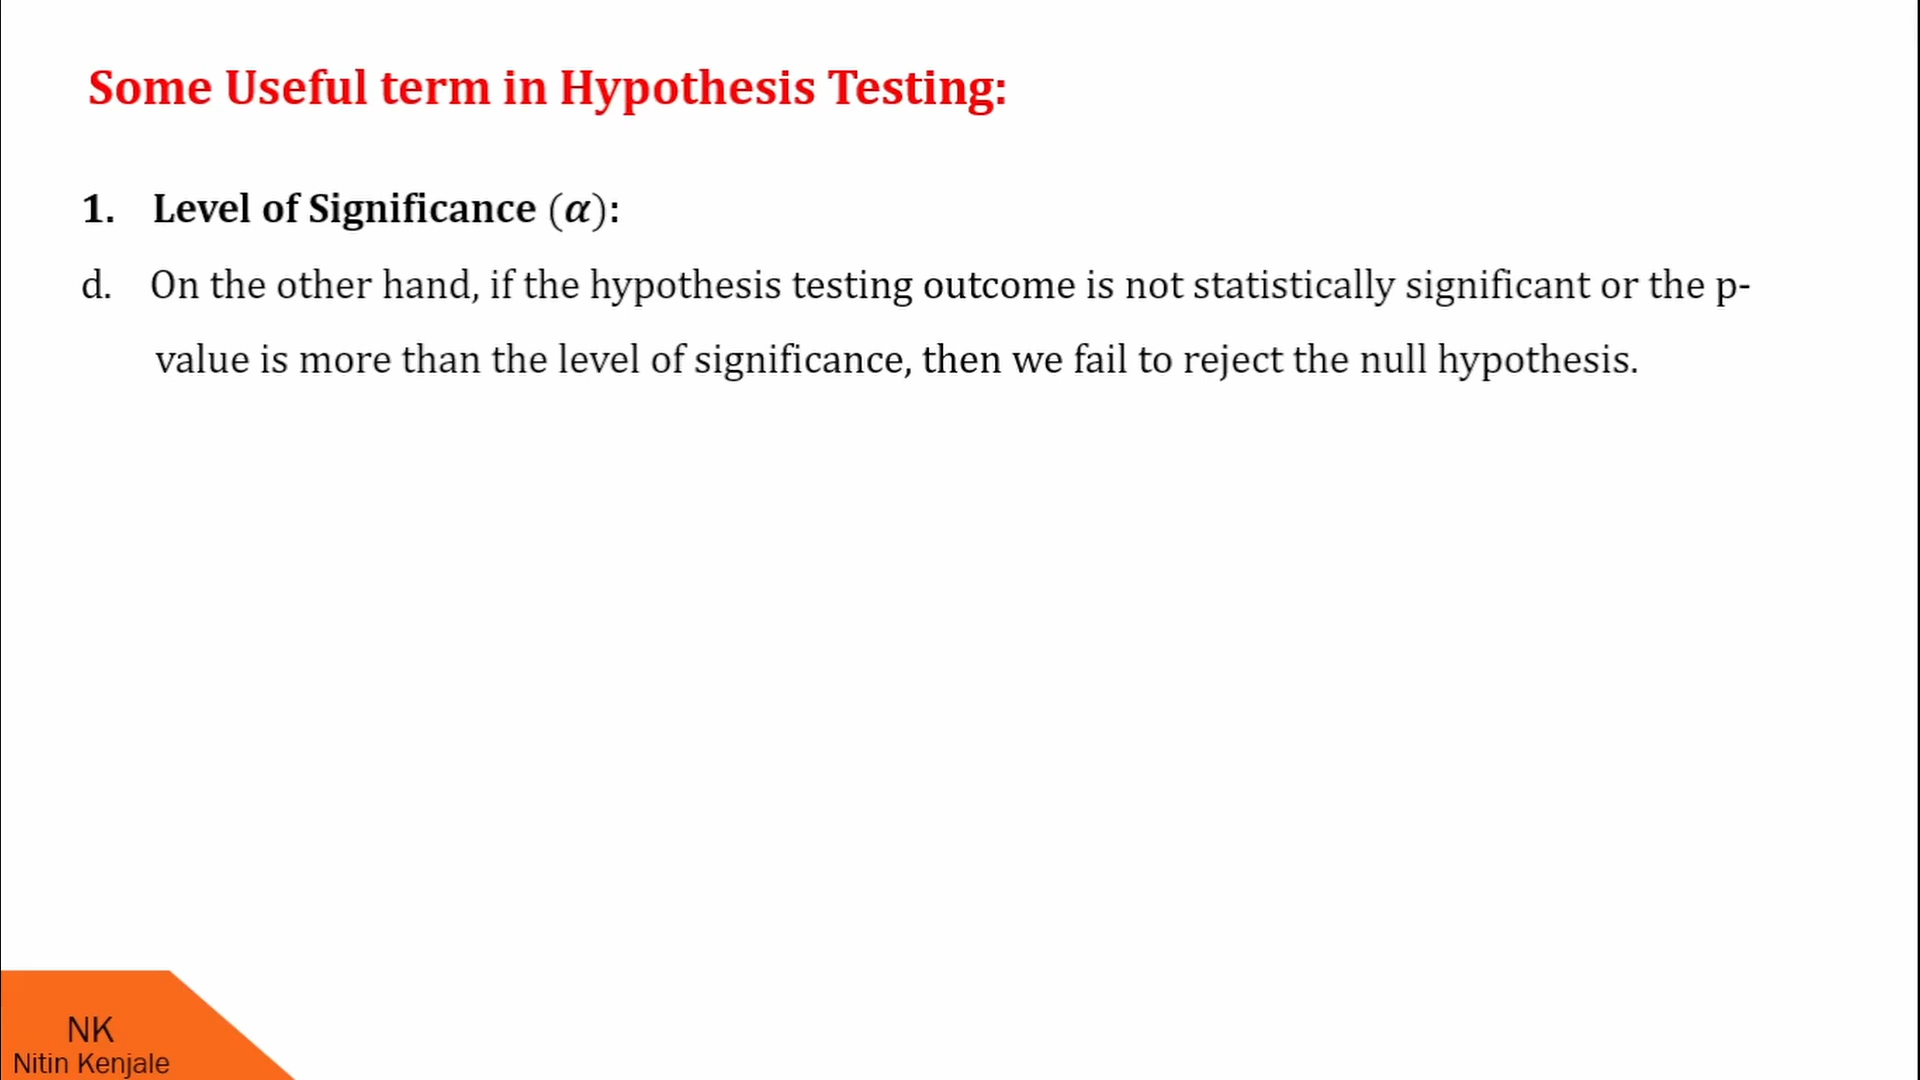 Some Useful term in Hypothesis Testing:
1. Level of Significance (α):
d. On the other hand, if the hypothesis testing outcome is not statistically significant or the p-
value is more than the level of significance, then we fail to reject the null hypothesis.
NK
Nitin Kenjale